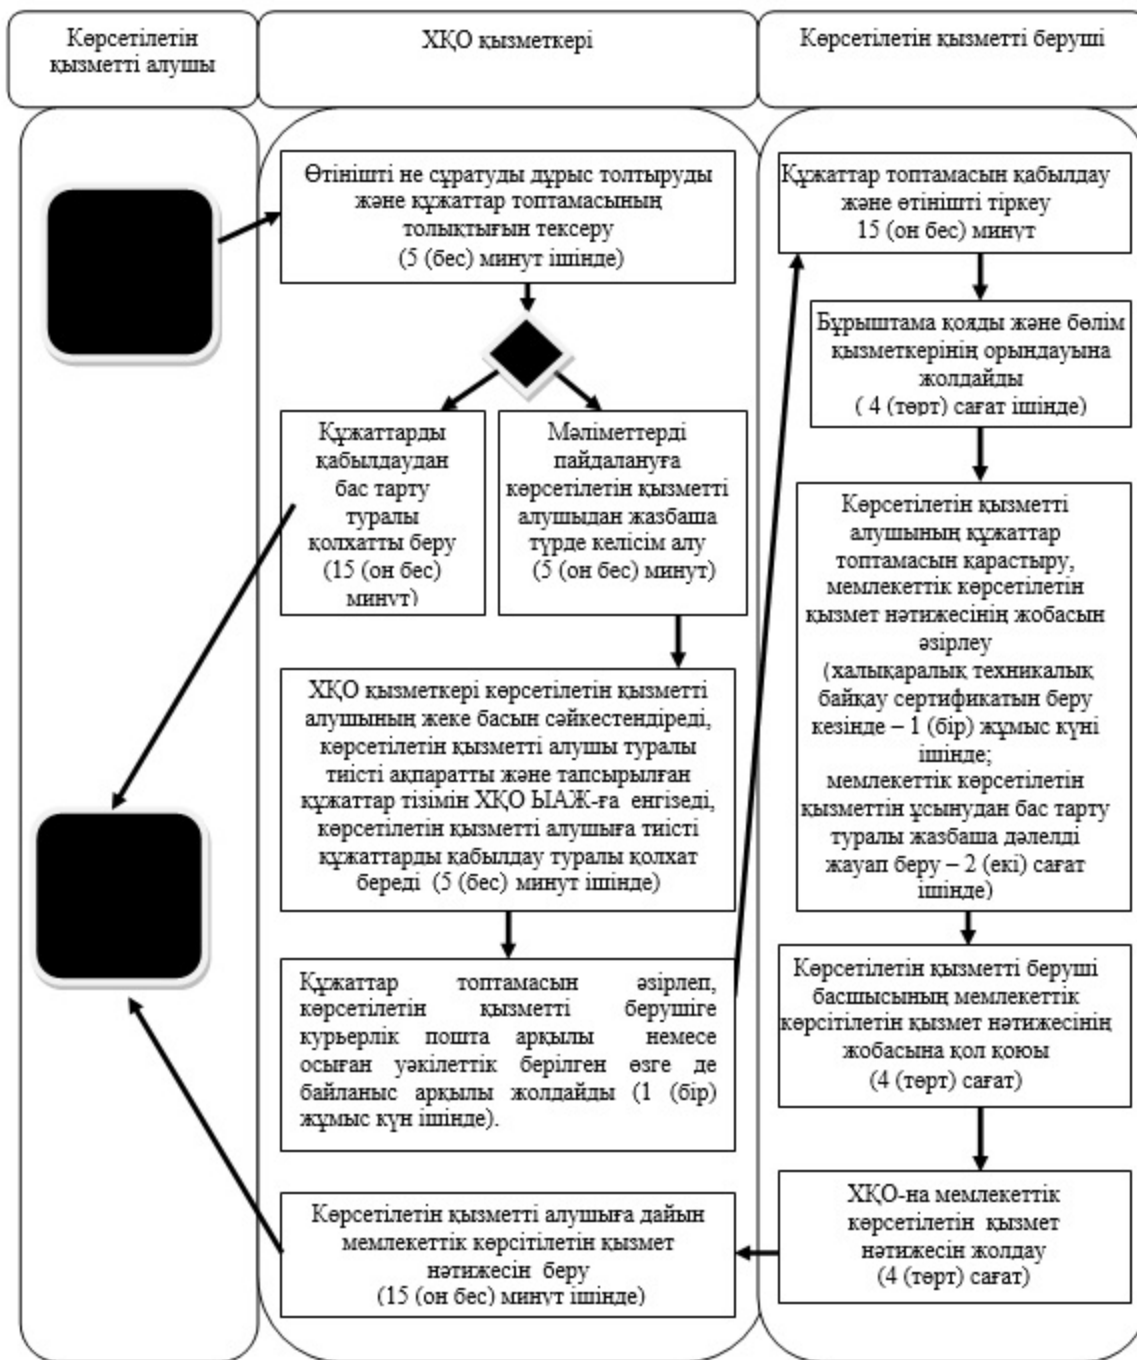 Көрсетілетін
қызметті алушы
ХҚО қызметкері
Көрсетілетін қызметті беруші
Өтінішті не сұратуды дұрыс толтыруды
және құжаттар топтамасының
толықтығын тексеру
(5 (бес) минут ішінде)
Құжаттарды
қабылдаудан
бас тарту
туралы
қолхатты беру
(15 (он бес)
минут)
Мәліметтерді
пайдалануға
көрсетілетін қызметті
алушыдан жазбаша
түрде келісім алу
(5 (он бес) минут)
ХҚО қызметкері көрсетілетін қызметті
алушының жеке басын сәйкестендіреді,
көрсетілетін қызметті алушы туралы
тиісті ақпаратты және тапсырылған
құжаттар тізімін ХҚО ЫАЖ-ға енгізеді,
көрсетілетін қызметті алушыға тиісті
құжаттарды қабылдау туралы қолхат
береді (5 (бес) минут ішінде)
Құжаттар топтамасын әзірлеп,
көрсетілетін қызметті берушіге
курьерлік пошта арқылы немесе
осыған уәкілеттік берілген өзге де
байланыс арқылы жолдайды (1 (бір)
жұмыс күн ішінде).
Көрсетілетін қызметті алушыға дайын
мемлекеттік көрсітілетін қызмет
нәтижесін беру
(15 (он бес) минут ішінде)
Құжаттар топтамасын қабылдау
және өтінішті тіркеу
15 (он бес) минут
Бұрыштама қояды және бөлім
қызметкерінің орындауына
жолдайды
( 4 (төрт) сағат ішінде)
Көрсетілетін қызметті
алушының құжаттар
топтамасын қарастыру,
мемлекеттік көрсетілетін
қызмет нәтижесінің жобасын
әзірлеу
(халықаралық техникалық
байқау сертификатын беру
кезінде – 1 (бір) жұмыс күні
ішінде;
мемлекеттік көрсетілетін
қызметтін ұсынудан бас тарту
туралы жазбаша дәлелді
жауап беру – 2 (екі) сағат
ішінде)
Көрсетілетін қызметті беруші
басшысының мемлекеттік
көрсітілетін қызмет нәтижесінің
жобасына қол қоюы
(4 (төрт) сағат)
ХҚО-на мемлекеттік
көрсетілетін қызмет
нәтижесін жолдау
(4 (төрт) сағат)